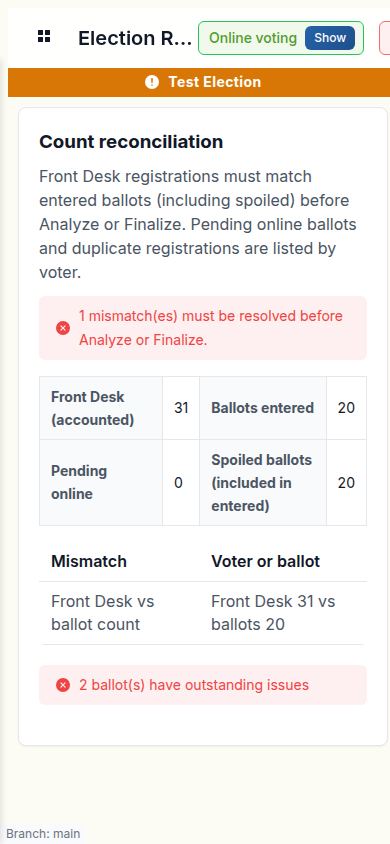 Election R...
Online voting
Show
Test Election
Count reconciliation
Front Desk registrations must match
entered ballots (including spoiled) before
Analyze or Finalize. Pending online ballots
and duplicate registrations are listed by
voter.
1 mismatch(es) must be resolved before
Analyze or Finalize.
Front Desk
(accounted)
31
Ballots entered
20
Pending
online
0
Spoiled ballots
(included in
entered)
20
Mismatch
Voter or ballot
Front Desk vs
ballot count
Front Desk 31 vs
ballots 20
2 ballot(s) have outstanding issues
Branch: main